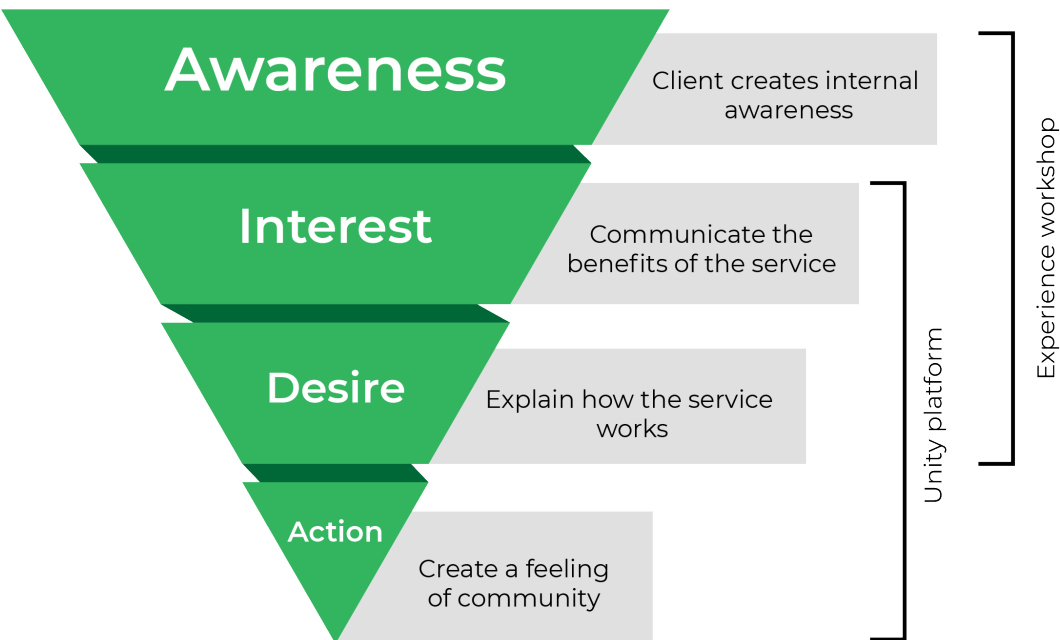 Awareness
Client creates internal
awareness
Interest
Communicate the
benefits of the service
Desire
Explain how the service
works
Action
Create a feeling
of community
Unity platform
Experience workshop